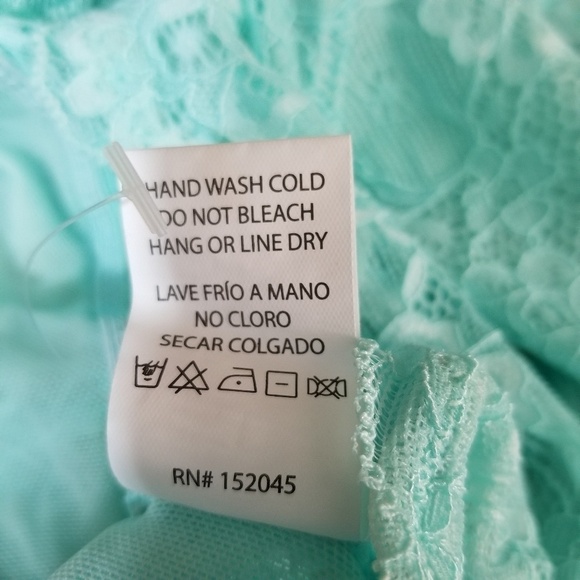 HAND WASH COLD
DO NOT BLEACH
HANG OR LINE DRY
LAVE FRÍO A MANO
NO CLORO
SECAR COLGADO
RN# 152045